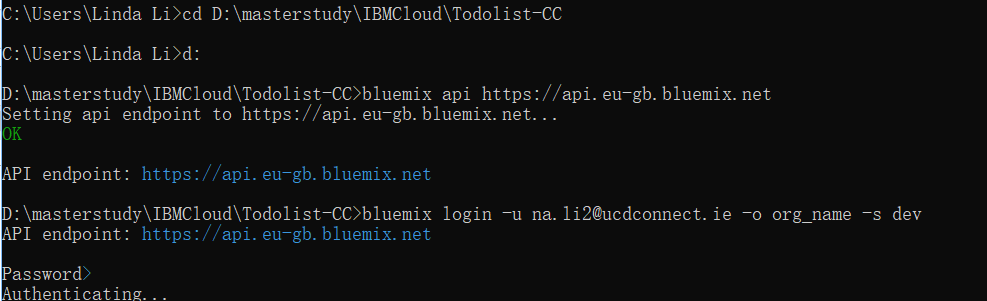 C:\Users\Linda Li>cd D:\masterstudy\IBMCloud\Todolist-CC
C:\Users\Linda Li>d:
D:\masterstudy\IBMCloud\Todolist-CC>bluemix api https://api.eu-gb.bluemix.net
Setting api endpoint to https://api.eu-gb.bluemix.net...
OK
API endpoint: https://api.eu-gb.bluemix.net
D:\masterstudy\IBMCloud\Todolist-CC>bluemix login -u na.li2@ucdconnect.ie -o org_name -s dev
API endpoint: https://api.eu-gb.bluemix.net
Password>
Authenticating...